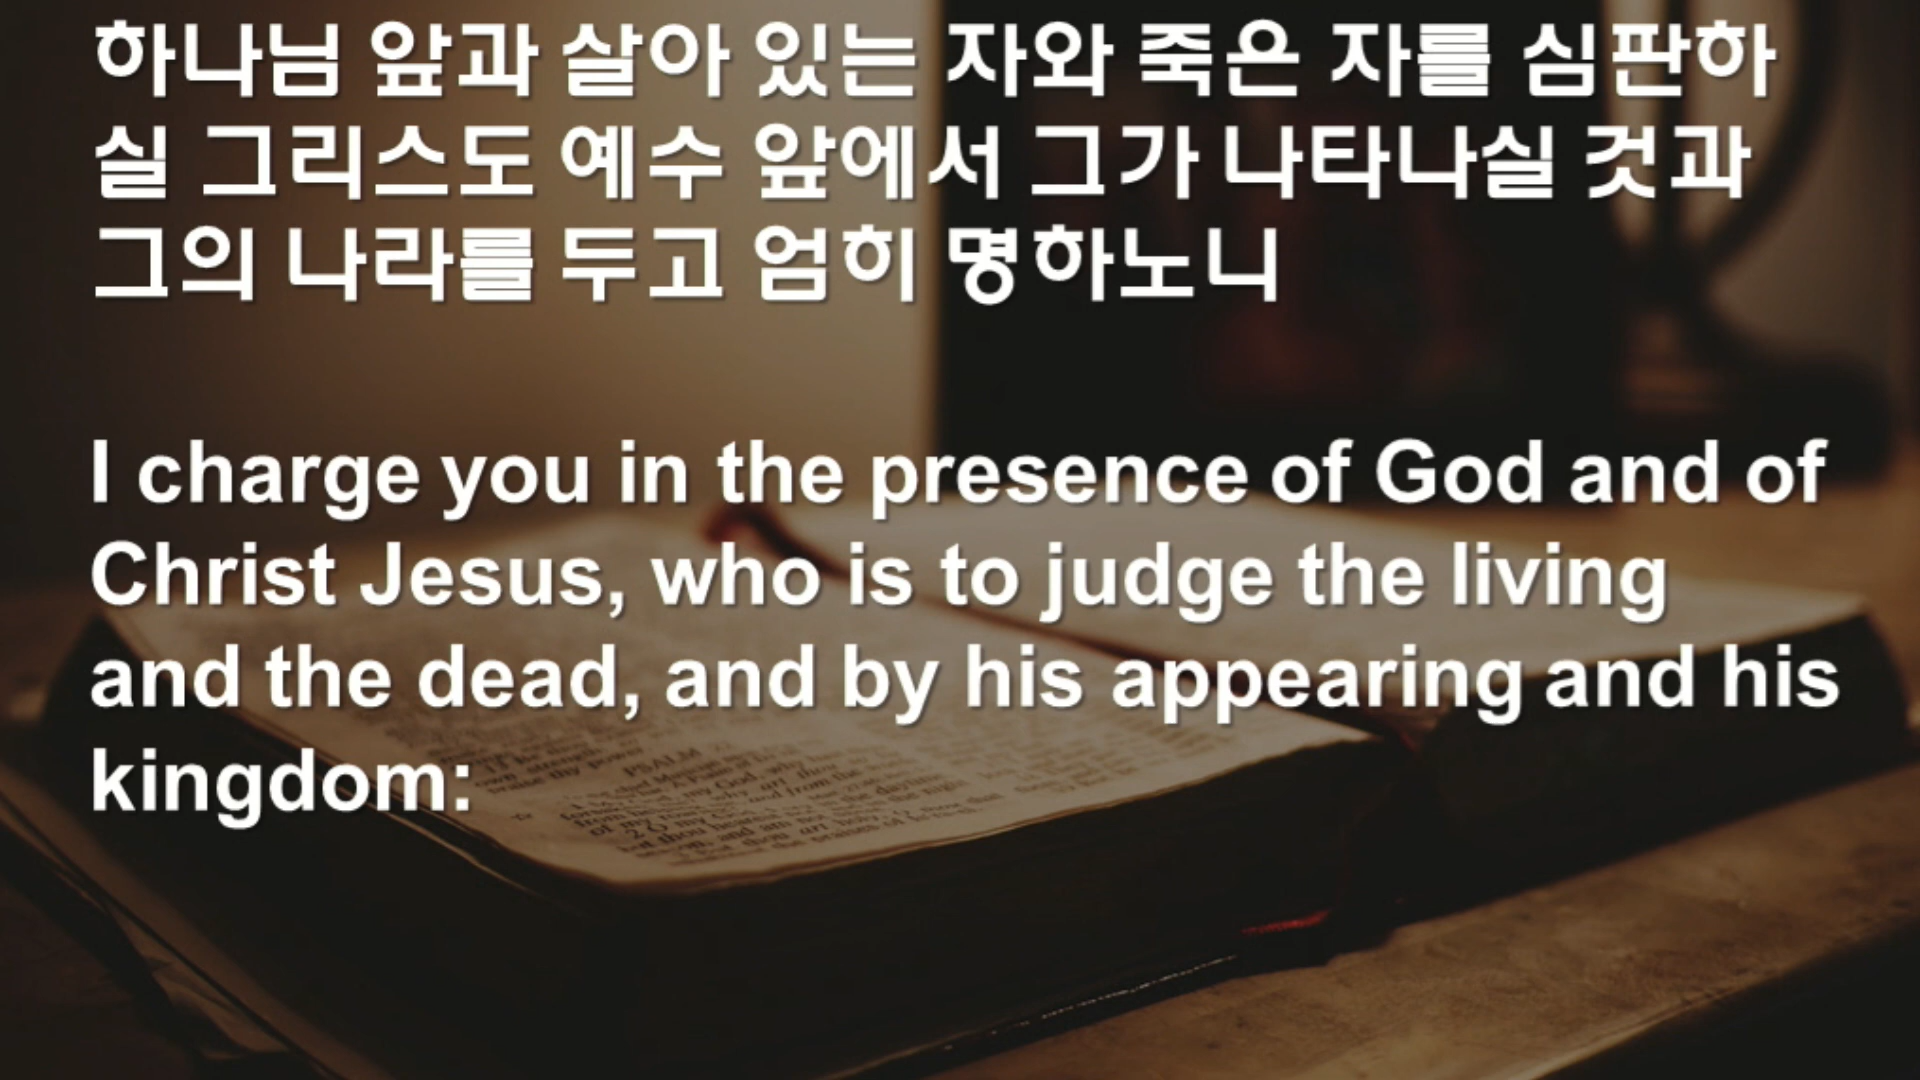 하나님 앞과 살아 있는 자와 죽은 자를 심판하
실 그리스도 예수 앞에서 그가 나타나실 것과
그의 나라를 두고 엄히 명하노니
I charge you in the presence of God and of
Christ Jesus, who is to judge the living
and the dead, and by his appearing and his
kingdom:
PSALM